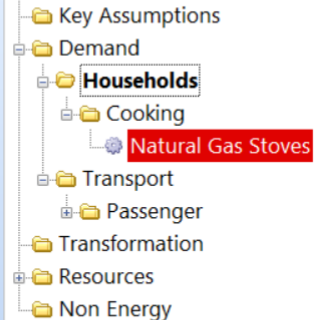 Key Assumptions
Demand
Households
Cooking
Natural Gas Stoves
Transport
Passenger
Transformation
Resources
Non Energy